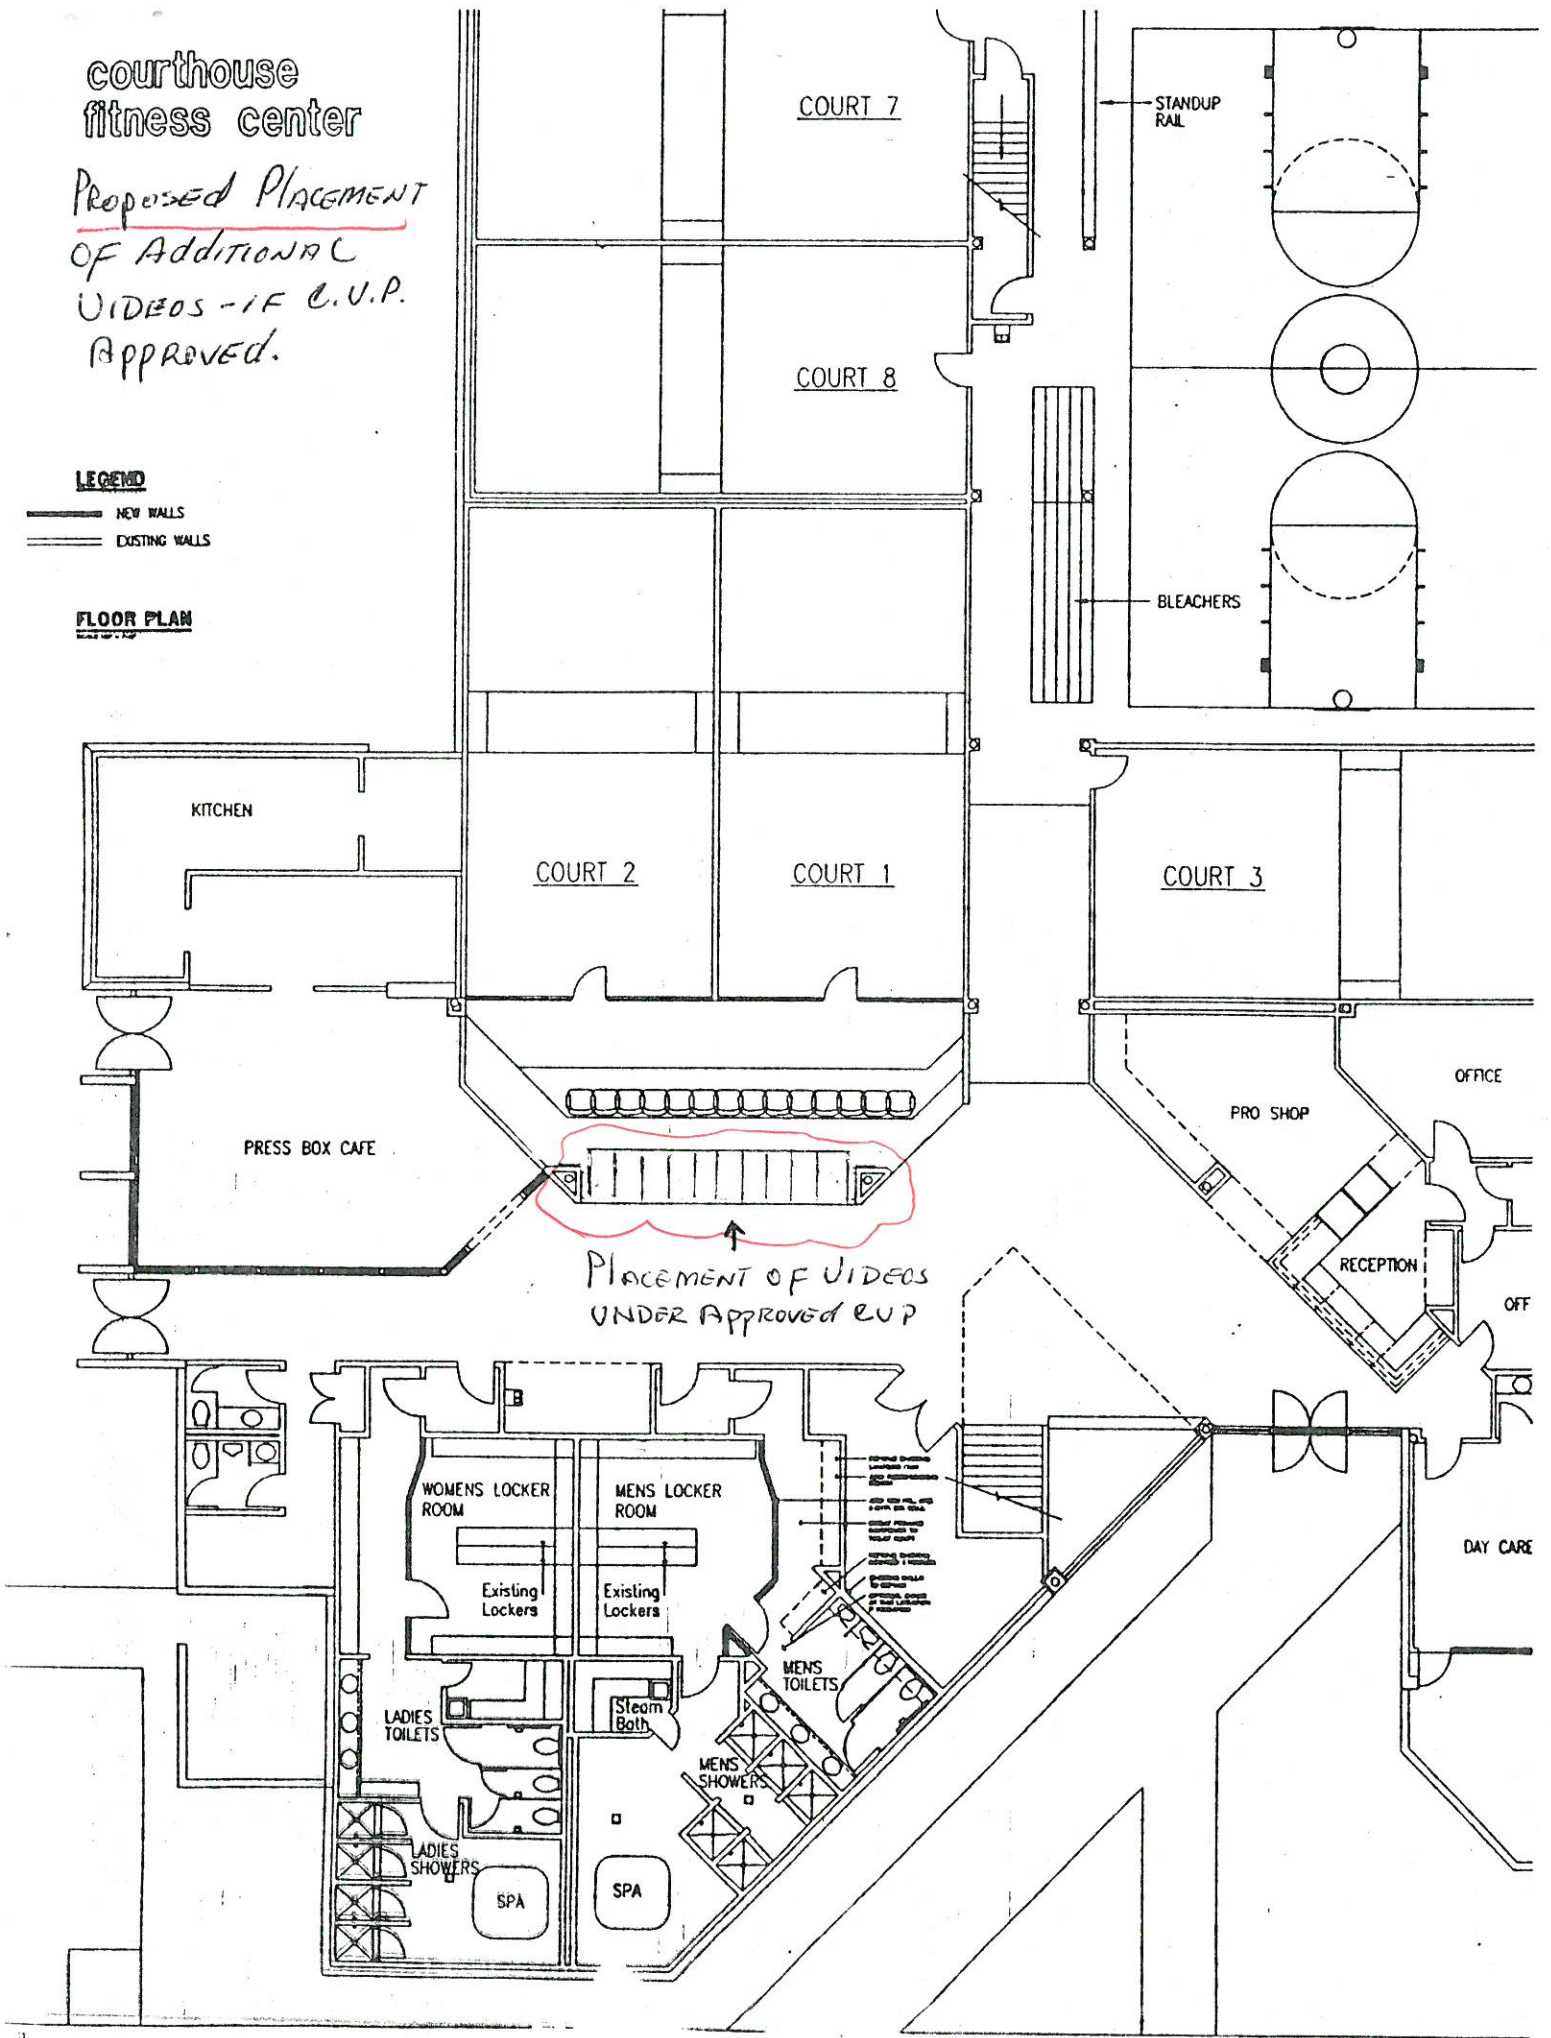 courthouse
fitness center
Proposed Placement
OF Additional
VIDEOS - IF C.U.P.
Approved.
LEGEND
NEW WALLS
EXISTING WALLS
FLOOR PLAN
COURT 7
STANDUP
RAIL
COURT 8
BLEACHERS
KITCHEN
COURT 2
COURT 1
COURT 3
OFFICE
PRO SHOP
PRESS BOX CAFE
RECEPTION
OFF
Placement OF VIDEOS
UNDER Approved CUP
WOMENS LOCKER
ROOM
MENS LOCKER
ROOM
DAY CARE
Existing
Lockers
Existing
Lockers
MENS
TOILETS
LADIES
TOILETS
Steam
Bath
MENS
SHOWERS
LADIES
SHOWERS
SPA
SPA